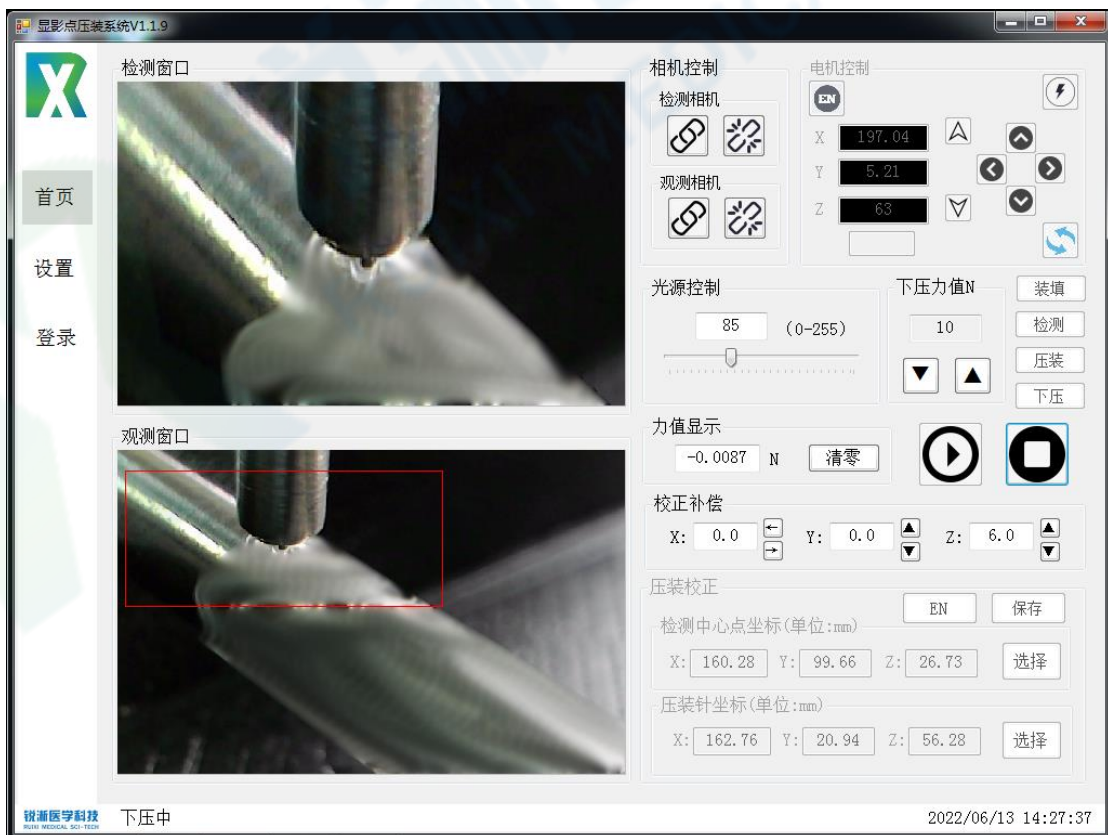 显影点压装系统V1.1.9
首页
设置
登录
检测窗口
观测窗口
相机控制
检测相机
观测相机
电机控制
EN
X 197.04
Y 5.21
Z 63
光源控制
85 (0-255)
下压力值N
10
装填
检测
压装
下压
力值显示
-0.0087 N 清零
校正补偿
X: 0.0 Y: 0.0 Z: 6.0
压装校正
EN 保存
检测中心点坐标(单位:mm)
X: 160.28 Y: 99.66 Z: 26.73 选择
压装针坐标(单位:mm)
X: 162.76 Y: 20.94 Z: 56.28 选择
锐浙医学科技
RUIXI MEDICAL SCI-TECH
下压中
2022/06/13 14:27:37